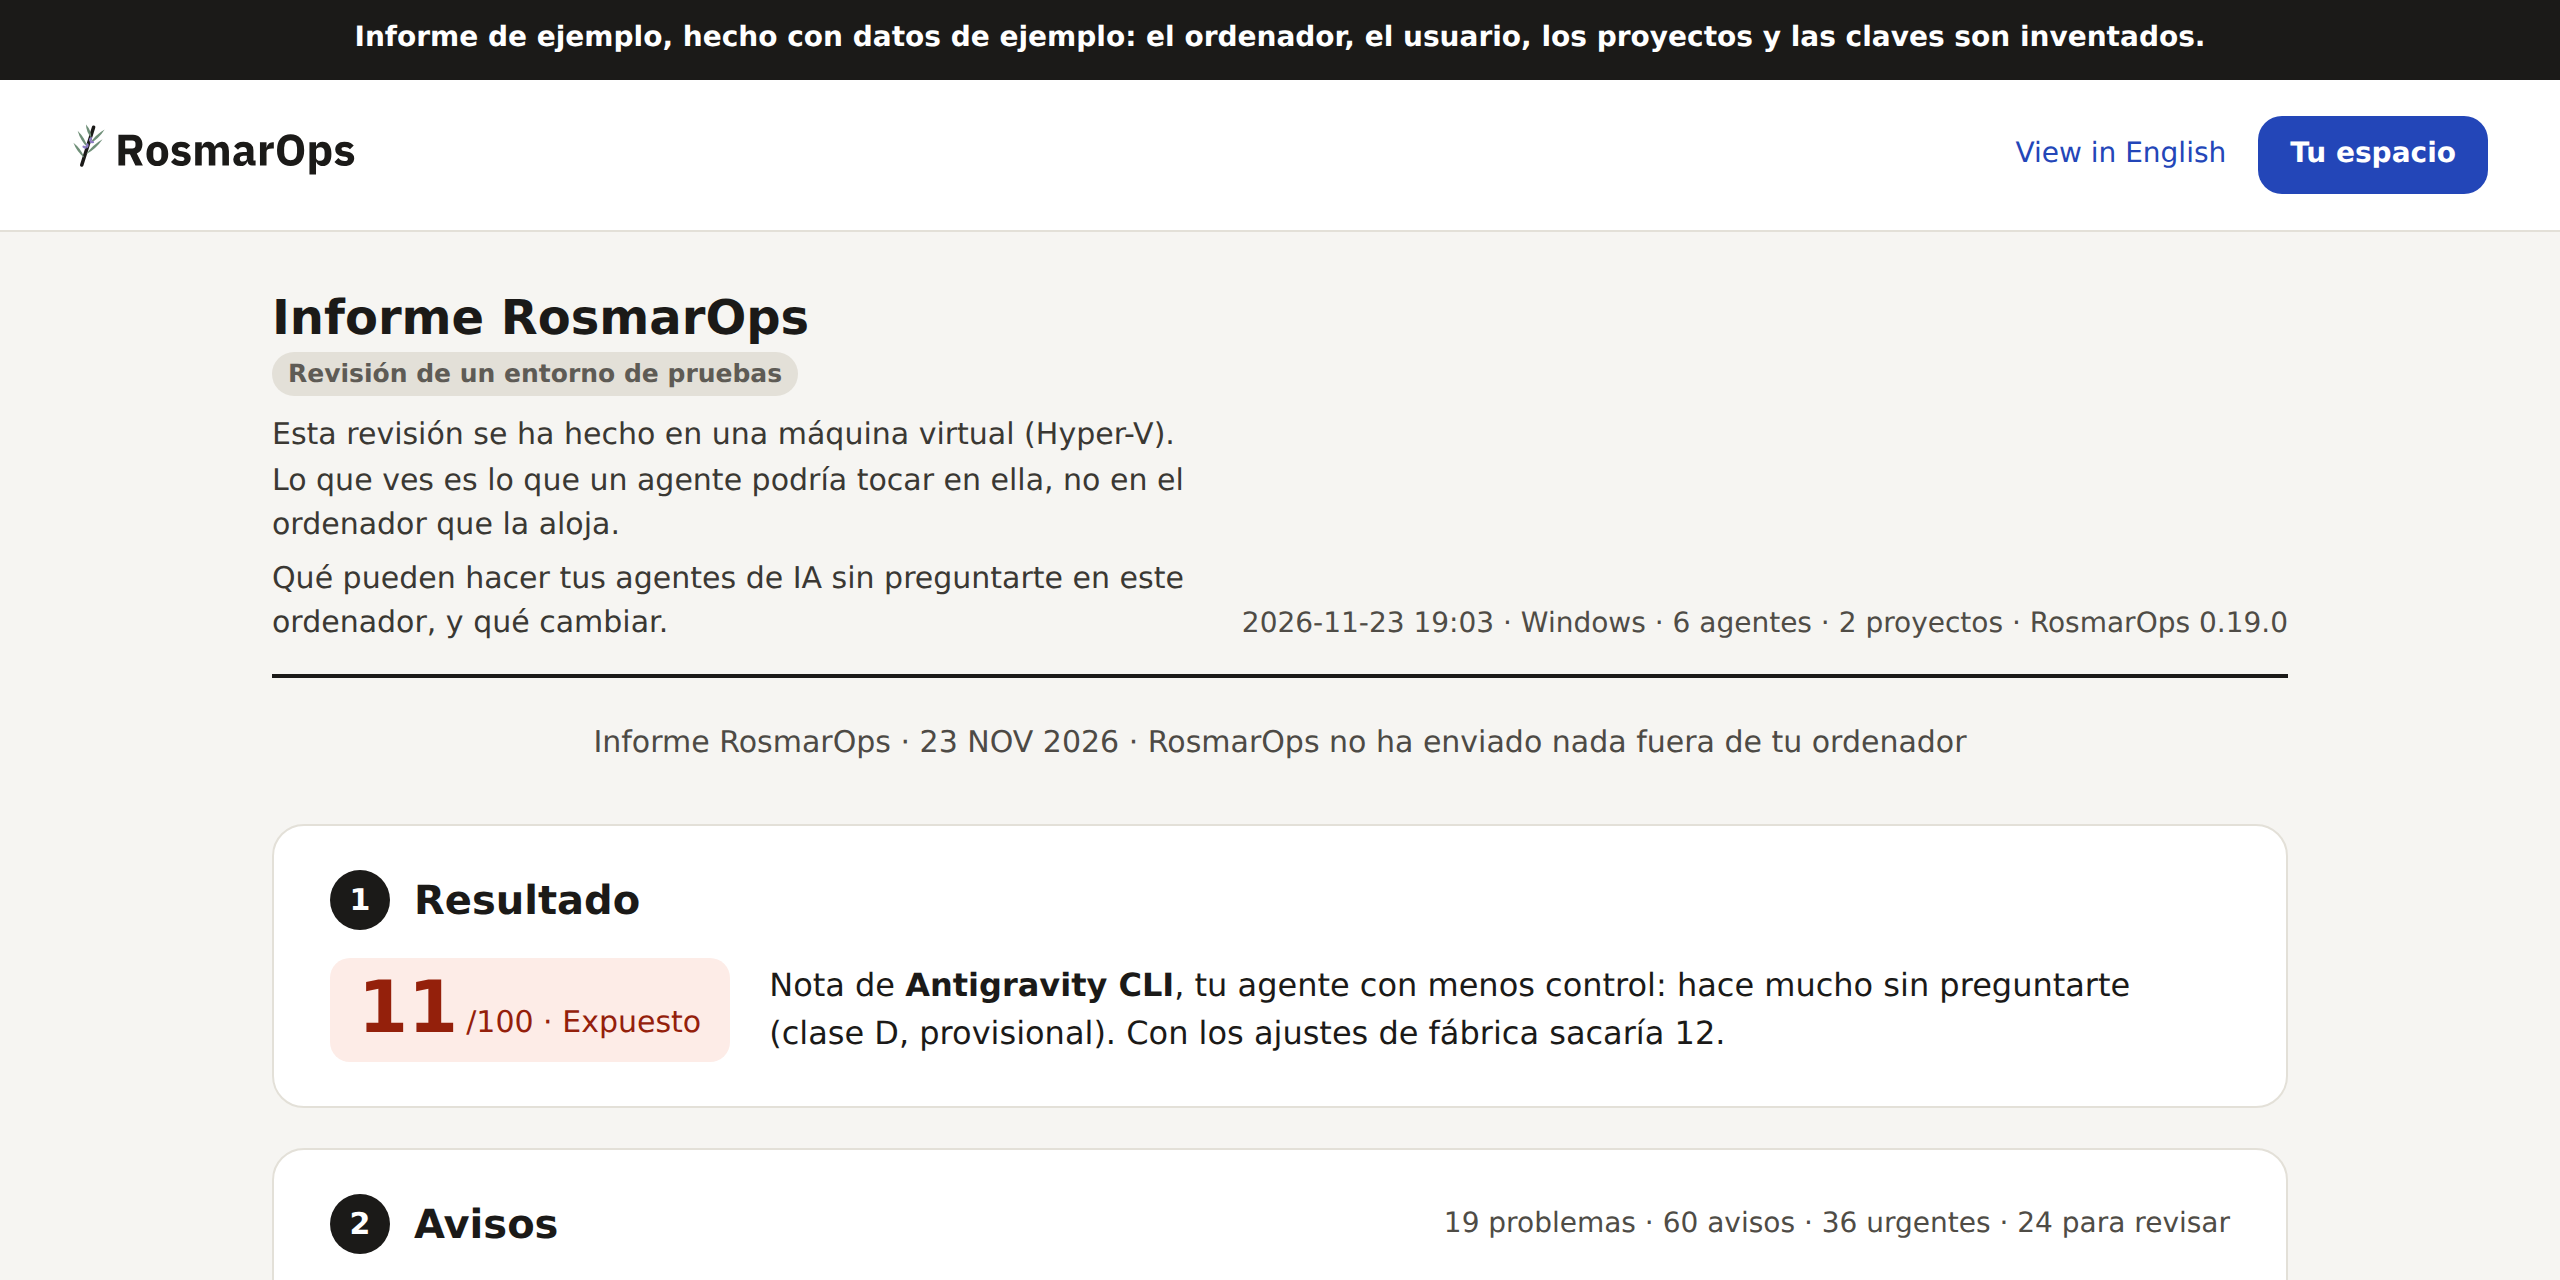 Informe de ejemplo, hecho con datos de ejemplo: el ordenador, el usuario, los proyectos y las claves son inventados.
RosmarOps
View in English
Tu espacio
Informe RosmarOps
Revisión de un entorno de pruebas
Esta revisión se ha hecho en una máquina virtual (Hyper-V).
Lo que ves es lo que un agente podría tocar en ella, no en el
ordenador que la aloja.
Qué pueden hacer tus agentes de IA sin preguntarte en este
ordenador, y qué cambiar.
2026-11-23 19:03 · Windows · 6 agentes · 2 proyectos · RosmarOps 0.19.0
Informe RosmarOps · 23 NOV 2026 · RosmarOps no ha enviado nada fuera de tu ordenador
1 Resultado
11 /100 · Expuesto
Nota de Antigravity CLI, tu agente con menos control: hace mucho sin preguntarte
(clase D, provisional). Con los ajustes de fábrica sacaría 12.
2 Avisos
19 problemas · 60 avisos · 36 urgentes · 24 para revisar